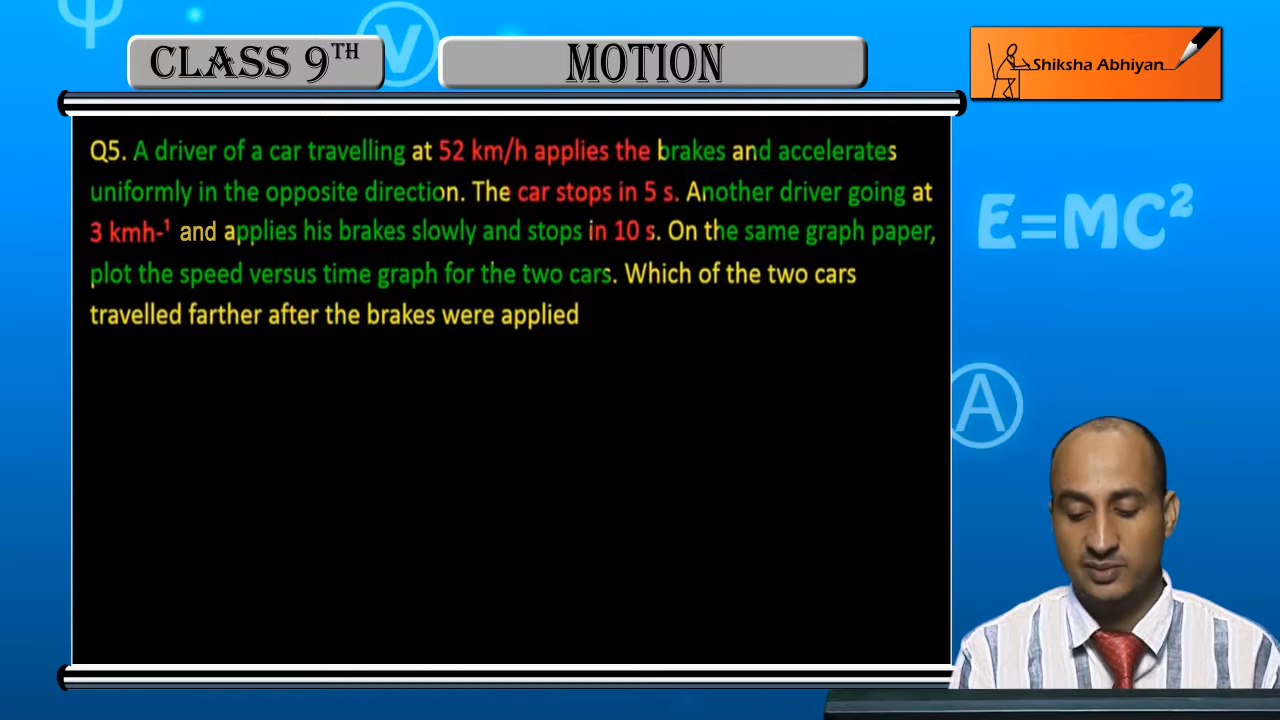 CLASS 9TH
MOTION
Shiksha Abhiyan
Q5. A driver of a car travelling at 52 km/h applies the brakes and accelerates
uniformly in the opposite direction. The car stops in 5 s. Another driver going at
3 kmh-¹ and applies his brakes slowly and stops in 10 s. On the same graph paper,
plot the speed versus time graph for the two cars. Which of the two cars
travelled farther after the brakes were applied
V
E=MC²
A